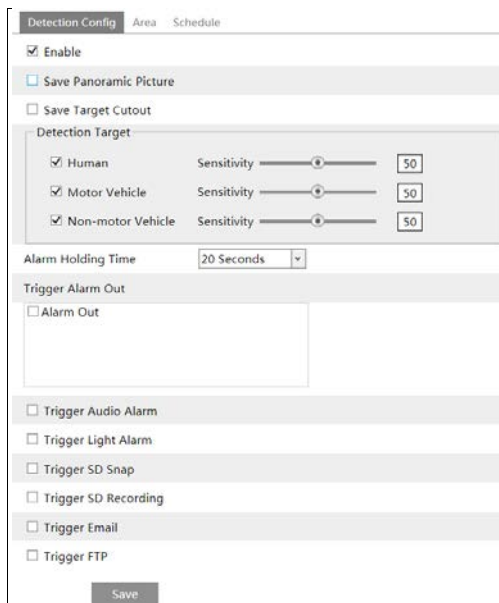 Detection Config Area Schedule
Enable
Save Panoramic Picture
Save Target Cutout
Detection Target
Human Sensitivity 50
Motor Vehicle Sensitivity 50
Non-motor Vehicle Sensitivity 50
Alarm Holding Time 20 Seconds
Trigger Alarm Out
Alarm Out
Trigger Audio Alarm
Trigger Light Alarm
Trigger SD Snap
Trigger SD Recording
Trigger Email
Trigger FTP
Save